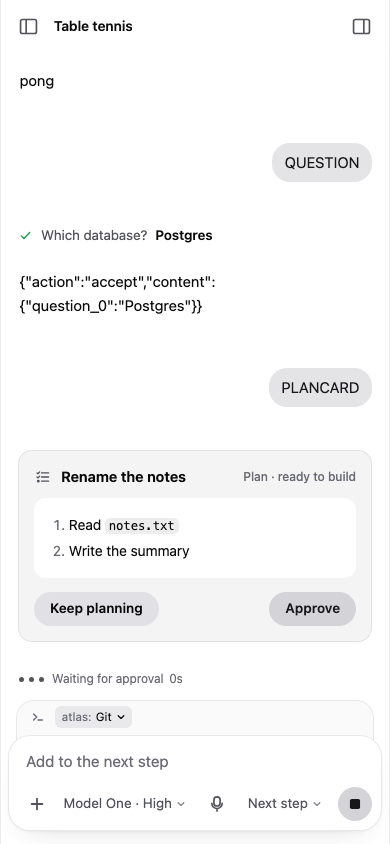 Table tennis
pong
QUESTION
Which database? Postgres
{"action":"accept","content":
{"question_0":"Postgres"}}
PLANCARD
Rename the notes Plan · ready to build
1. Read notes.txt
2. Write the summary
Keep planning Approve
Waiting for approval 0s
atlas: Git
Add to the next step
Model One · High Next step